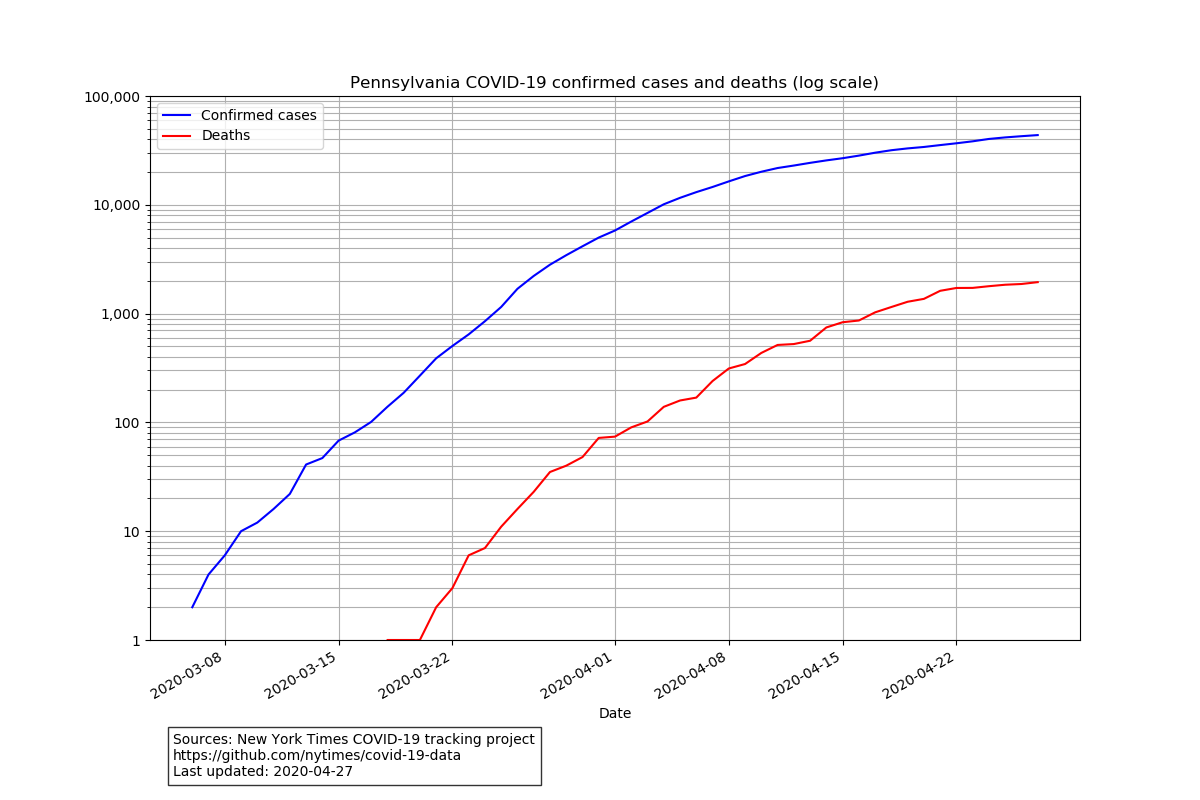 Pennsylvania COVID-19 confirmed cases and deaths (log scale)
100,000
10,000
1,000
100
10
1
Confirmed cases
Deaths
2020-03-08
2020-03-15
2020-03-22
2020-04-01
2020-04-08
2020-04-15
2020-04-22
Date
Sources: New York Times COVID-19 tracking project
https://github.com/nytimes/covid-19-data
Last updated: 2020-04-27